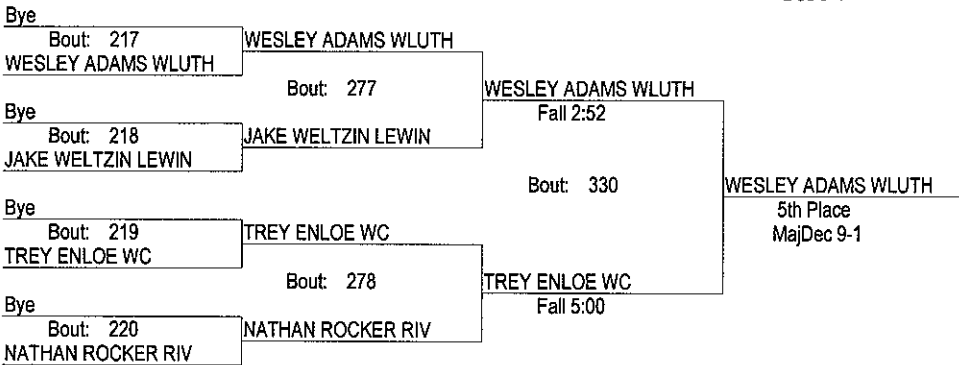 Bye
Bout: 217
WESLEY ADAMS WLUTH
WESLEY ADAMS WLUTH
Bout: 277
WESLEY ADAMS WLUTH
Fall 2:52
Bye
Bout: 218
JAKE WELTZIN LEWIN
JAKE WELTZIN LEWIN
Bout: 330
WESLEY ADAMS WLUTH
5th Place
MajDec 9-1
Bye
Bout: 219
TREY ENLOE WC
TREY ENLOE WC
Bout: 278
TREY ENLOE WC
Fall 5:00
Bye
Bout: 220
NATHAN ROCKER RIV
NATHAN ROCKER RIV